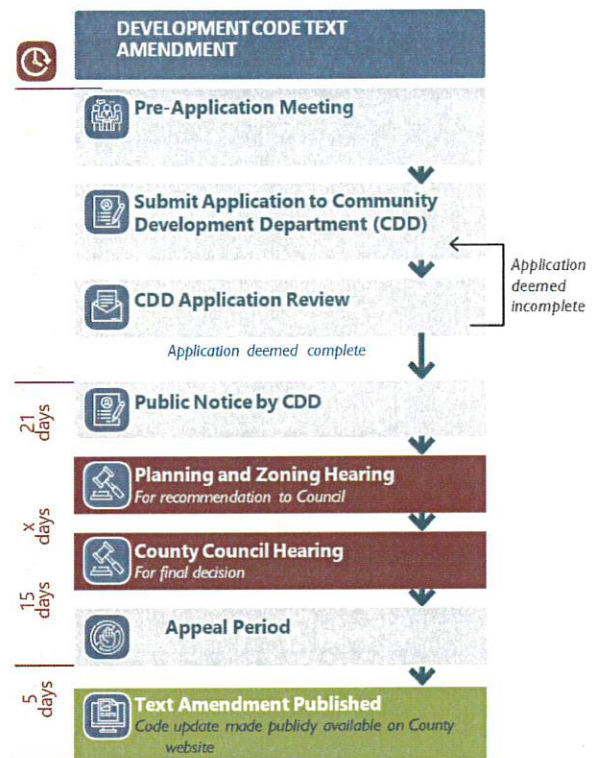 DEVELOPMENT CODE TEXT
AMENDMENT
Pre-Application Meeting
Submit Application to Community
Development Department (CDD)
Application
deemed
incomplete
CDD Application Review
Application deemed complete
21
days
Public Notice by CDD
Planning and Zoning Hearing
For recommendation to Council
x
days
County Council Hearing
For final decision
15
days
Appeal Period
5
days
Text Amendment Published
Code update made publicly available on County
website